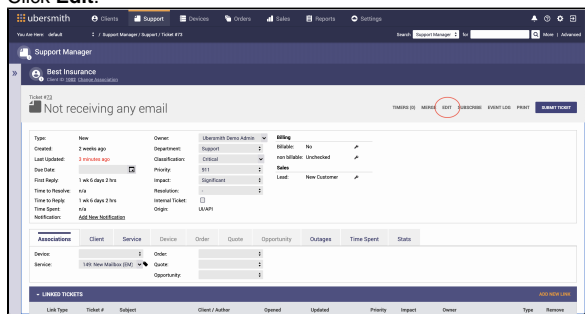 Click Edit.
ubersmith Clients Support Devices Orders Sales Reports Settings
You Are Here: default / Support Manager / Support / Ticket #73 Search Support Manager for More | Advanced
Support Manager
Best Insurance
Client ID: 1002 Change Association
Ticket #73
Not receiving any email
TIMERS (0) MERGE EDIT SUBSCRIBE EVENT LOG PRINT SUBMIT TICKET
Type: New Owner: Ubersmith Demo Admin Billing
Created: 2 weeks ago Department: Support Billable: No
Last Updated: 3 minutes ago Classification: Critical non billable: Unchecked
Due Date: Priority: 911 Sales
First Reply: 1 wk 6 days 2 hrs Impact: Significant Lead: New Customer
Time to Resolve: n/a Resolution: -
Time to Reply: 1 wk 6 days 2 hrs Internal Ticket:
Time Spent: n/a Origin: UI/API
Notification: Add New Notification
Associations Client Service Device Order Quote Opportunity Outages Time Spent Stats
Device: Order:
Service: 149: New Mailbox (EM) Quote:
Opportunity:
LINKED TICKETS ADD NEW LINK
Link Type Ticket # Subject Client / Author Opened Updated Priority Impact Owner Type Remove